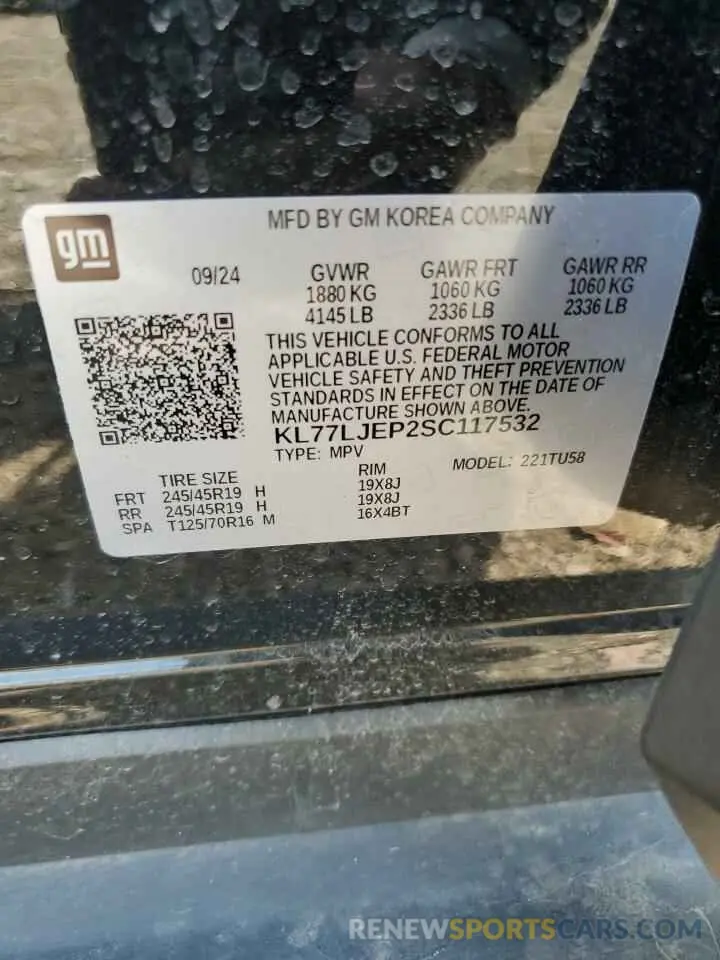 gm
MFD BY GM KOREA COMPANY
09/24
GVWR GAWR FRT GAWR RR
1880 KG 1060 KG 1060 KG
4145 LB 2336 LB 2336 LB
THIS VEHICLE CONFORMS TO ALL
APPLICABLE U.S. FEDERAL MOTOR
VEHICLE SAFETY AND THEFT PREVENTION
STANDARDS IN EFFECT ON THE DATE OF
MANUFACTURE SHOWN ABOVE.
KL77LJEP2SC117532
TYPE: MPV MODEL: 221TU58
TIRE SIZE RIM
FRT 245/45R19 H 19X8J
RR 245/45R19 H 19X8J
SPA T125/70R16 M 16X4BT
RENEWSPORTSCARS.COM